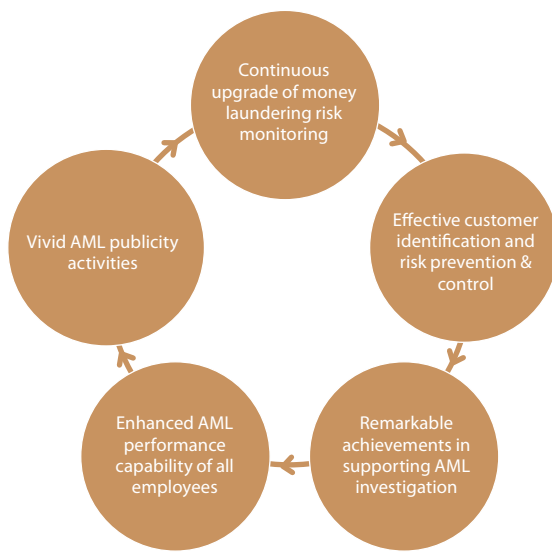 Continuous
upgrade of money
laundering risk
monitoring
Effective customer
identification and
risk prevention &
control
Remarkable
achievements in
supporting AML
investigation
Enhanced AML
performance
capability of all
employees
Vivid AML publicity
activities